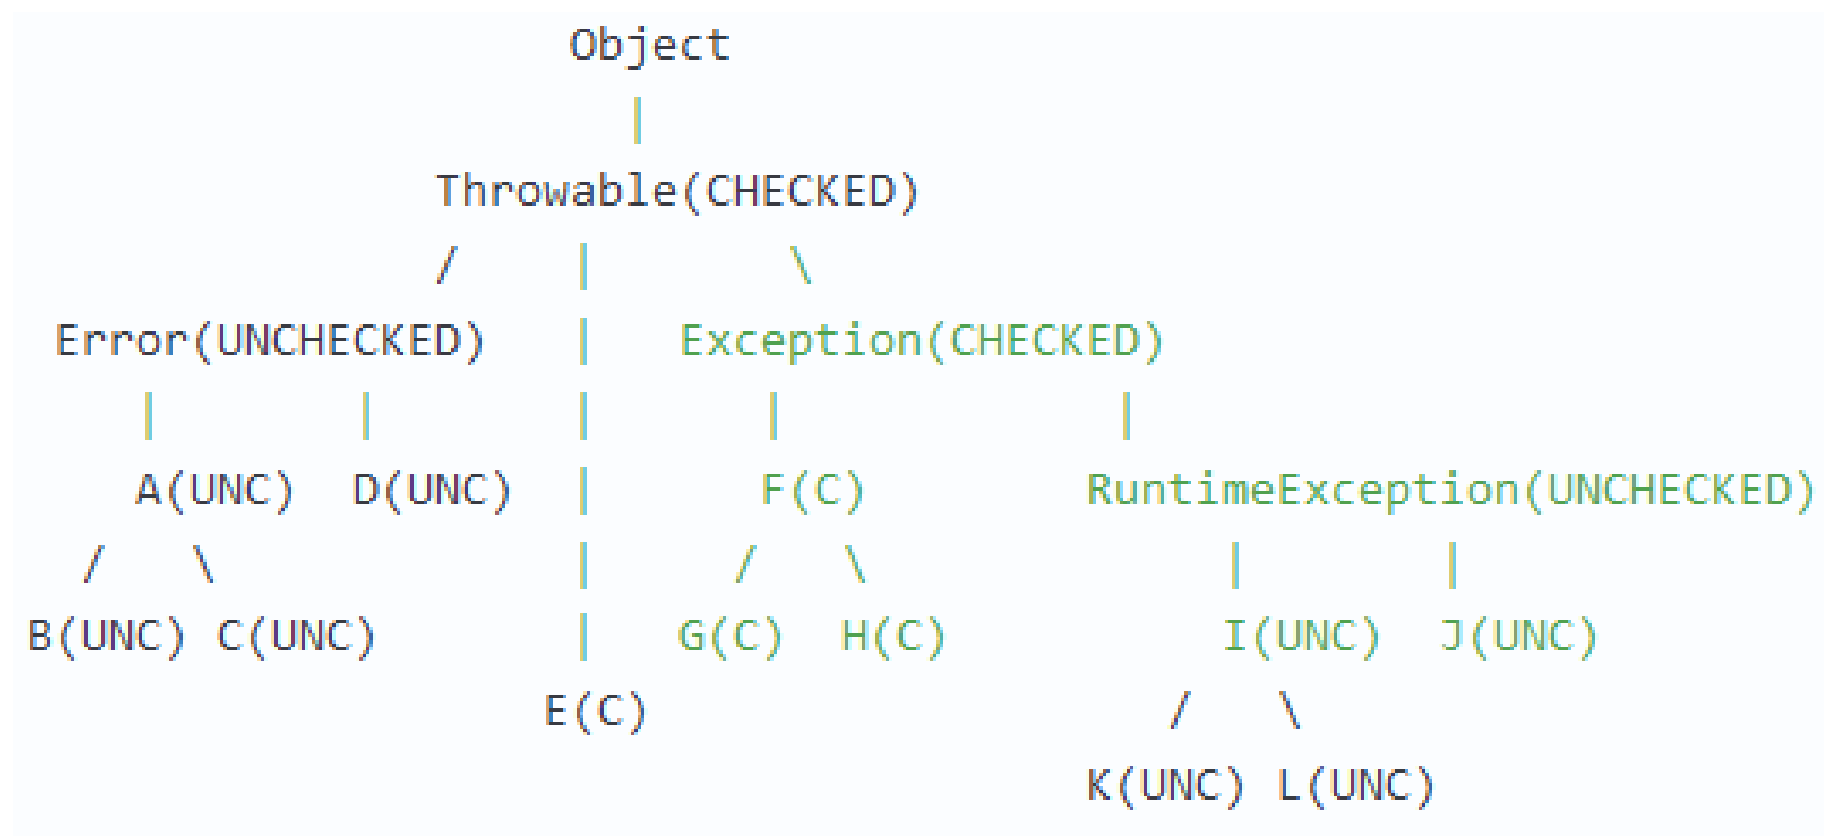 Object
|
Throwable(CHECKED)
/ | \
Error(UNCHECKED) | Exception(CHECKED)
| | | | |
A(UNC) D(UNC) | F(C) RuntimeException(UNCHECKED)
/ \ | / \ | |
B(UNC) C(UNC) | G(C) H(C) I(UNC) J(UNC)
E(C) / \
K(UNC) L(UNC)